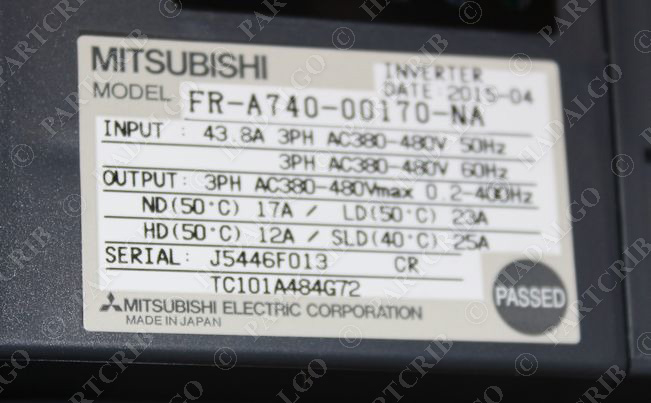 MITSUBISHI
INVERTER
MODEL FR-A740-00170-NA
DATE:2015-04
INPUT : 43.8A 3PH AC380-480V 50Hz
3PH AC380-480V 60Hz
OUTPUT: 3PH AC380-480Vmax 0.2-400Hz
ND(50°C) 17A / LD(50°C) 23A
HD(50°C) 12A / SLD(40°C) 25A
SERIAL: J5446F013 CR
TC101A484G72
PASSED
MITSUBISHI ELECTRIC CORPORATION
MADE IN JAPAN
© PARTCRIB
© HADALGO